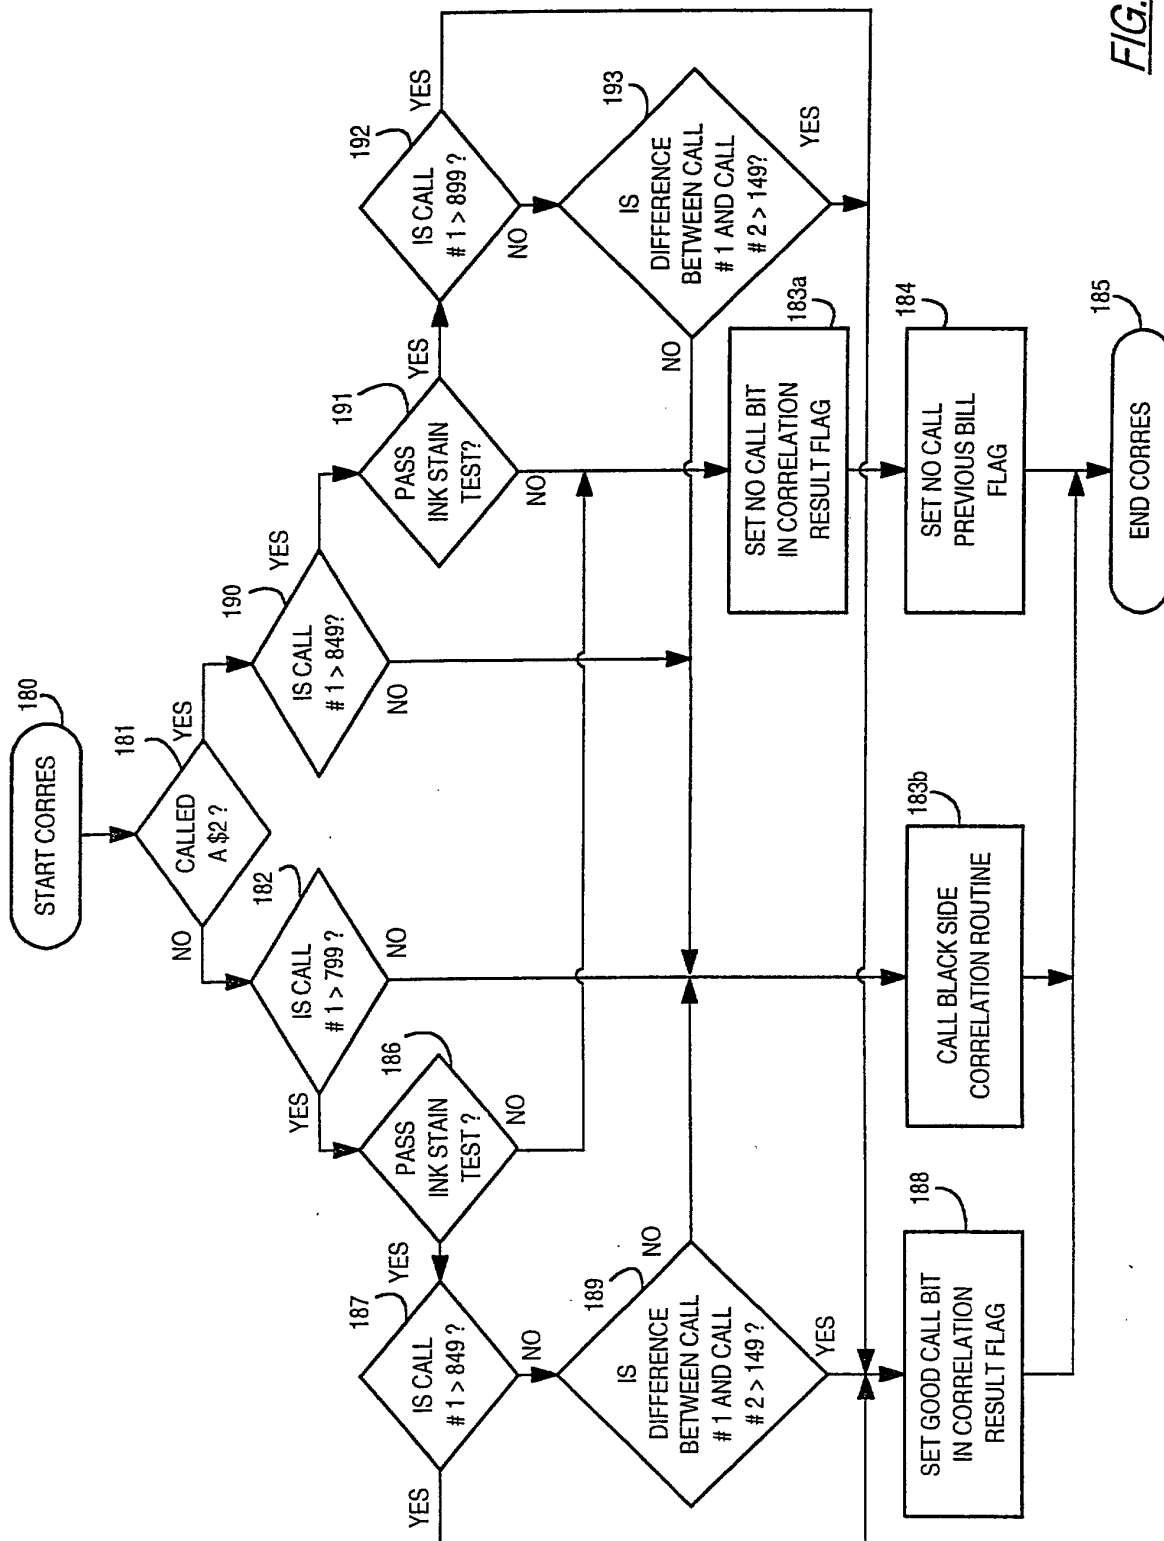 START CORRES
180
CALLED
A $2 ?
181
NO
YES
IS CALL
# 1 > 799 ?
182
YES
NO
IS CALL
# 1 > 849?
190
YES
NO
PASS
INK STAIN
TEST ?
186
YES
NO
PASS
INK STAIN
TEST?
191
YES
NO
IS CALL
# 1 > 849 ?
187
YES
NO
IS CALL
# 1 > 899 ?
192
YES
NO
IS
DIFFERENCE
BETWEEN CALL
# 1 AND CALL
# 2 > 149 ?
189
NO
YES
IS
DIFFERENCE
BETWEEN CALL
# 1 AND CALL
# 2 > 149?
193
NO
YES
SET GOOD CALL BIT
IN CORRELATION
RESULT FLAG
188
CALL BLACK SIDE
CORRELATION ROUTINE
183b
SET NO CALL BIT
IN CORRELATION
RESULT FLAG
183a
SET NO CALL
PREVIOUS BILL
FLAG
184
END CORRES
185
FIG.